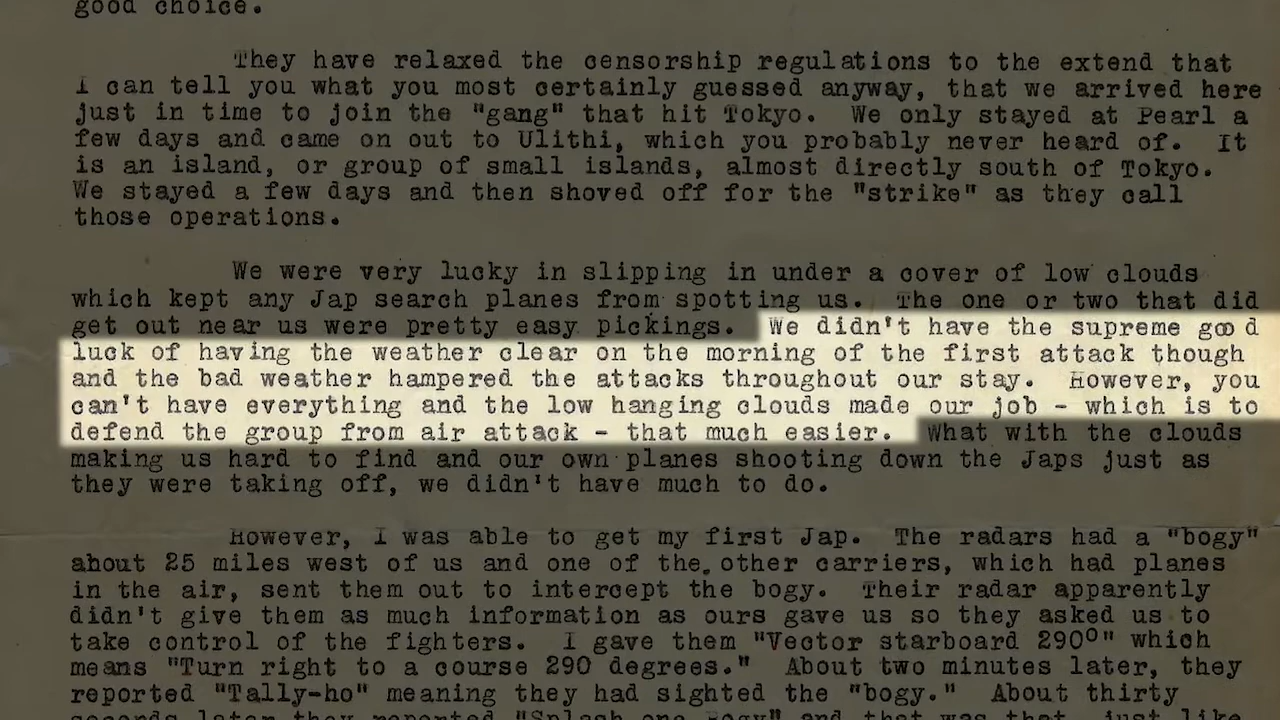 good choice.
They have relaxed the censorship regulations to the extend that
I can tell you what you most certainly guessed anyway, that we arrived here
just in time to join the "gang" that hit Tokyo. We only stayed at Pearl a
few days and came on out to Ulithi, which you probably never heard of. It
is an island, or group of small islands, almost directly south of Tokyo.
We stayed a few days and then shoved off for the "strike" as they call
those operations.
We were very lucky in slipping in under a cover of low clouds
which kept any Jap search planes from spotting us. The one or two that did
get out near us were pretty easy pickings. We didn't have the supreme good
luck of having the weather clear on the morning of the first attack though
and the bad weather hampered the attacks throughout our stay. However, you
can't have everything and the low hanging clouds made our job - which is to
defend the group from air attack - that much easier. What with the clouds
making us hard to find and our own planes shooting down the Japs just as
they were taking off, we didn't have much to do.
However, I was able to get my first Jap. The radars had a "bogy"
about 25 miles west of us and one of the other carriers, which had planes
in the air, sent them out to intercept the bogy. Their radar apparently
didn't give them as much information as ours gave us so they asked us to
take control of the fighters. I gave them "Vector starboard 290°" which
means "Turn right to a course 290 degrees." About two minutes later, they
reported "Tally-ho" meaning they had sighted the "bogy." About thirty
seconds later they reported "Splash one Bogy" and that was that, just like